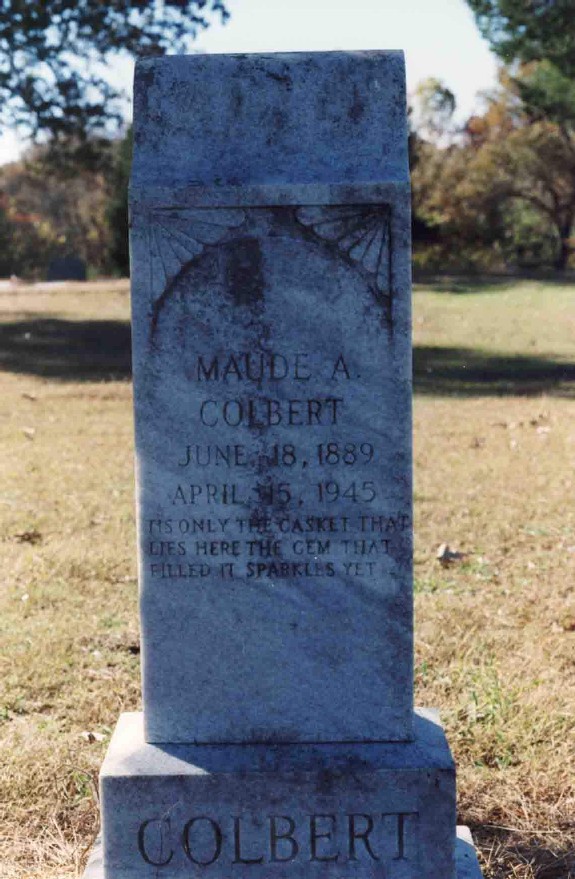 MAUDE A.
COLBERT
JUNE 18, 1889
APRIL 15, 1945
TIS ONLY THE CASKET THAT
LIES HERE THE GEM THAT
FILLED IT SPARKLES YET
COLBERT